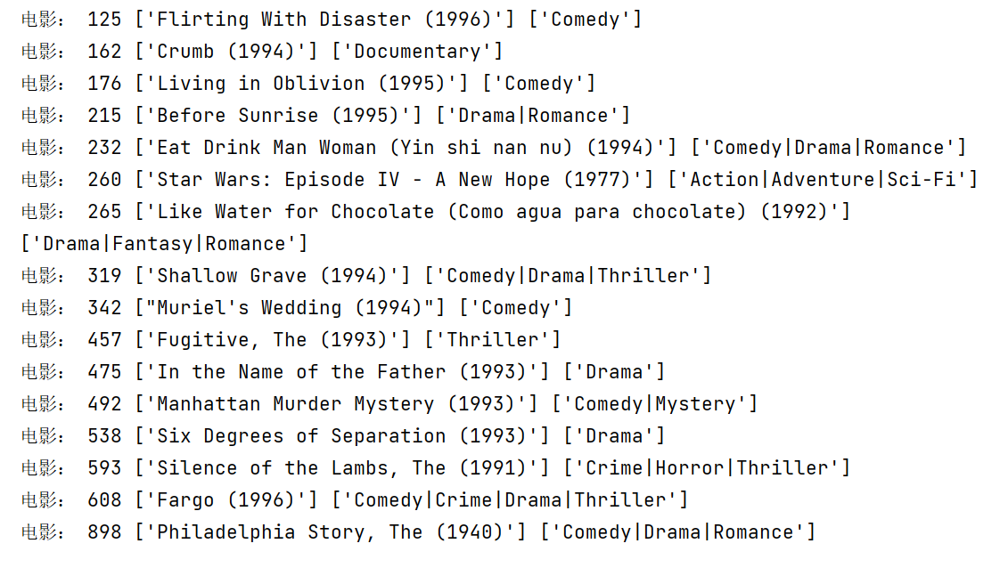 电影： 125 ['Flirting With Disaster (1996)'] ['Comedy']
电影： 162 ['Crumb (1994)'] ['Documentary']
电影： 176 ['Living in Oblivion (1995)'] ['Comedy']
电影： 215 ['Before Sunrise (1995)'] ['Drama|Romance']
电影： 232 ['Eat Drink Man Woman (Yin shi nan nu) (1994)'] ['Comedy|Drama|Romance']
电影： 260 ['Star Wars: Episode IV - A New Hope (1977)'] ['Action|Adventure|Sci-Fi']
电影： 265 ['Like Water for Chocolate (Como agua para chocolate) (1992)']
['Drama|Fantasy|Romance']
电影： 319 ['Shallow Grave (1994)'] ['Comedy|Drama|Thriller']
电影： 342 ["Muriel's Wedding (1994)"] ['Comedy']
电影： 457 ['Fugitive, The (1993)'] ['Thriller']
电影： 475 ['In the Name of the Father (1993)'] ['Drama']
电影： 492 ['Manhattan Murder Mystery (1993)'] ['Comedy|Mystery']
电影： 538 ['Six Degrees of Separation (1993)'] ['Drama']
电影： 593 ['Silence of the Lambs, The (1991)'] ['Crime|Horror|Thriller']
电影： 608 ['Fargo (1996)'] ['Comedy|Crime|Drama|Thriller']
电影： 898 ['Philadelphia Story, The (1940)'] ['Comedy|Drama|Romance']